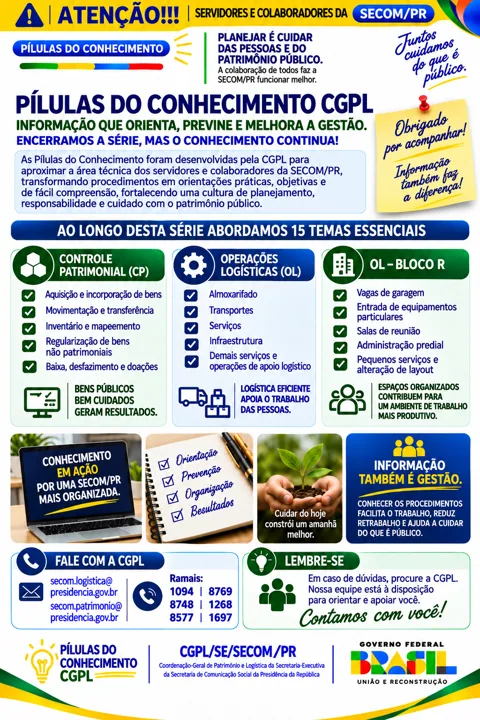 ATENÇÃO!!!
SERVIDORES E COLABORADORES DA
SECOM/PR
PÍLULAS DO CONHECIMENTO
PLANEJAR É CUIDAR
DAS PESSOAS E DO
PATRIMÔNIO PÚBLICO.
A colaboração de todos faz a
SECOM/PR funcionar melhor.
Juntos
cuidamos
do que é
público.
PÍLULAS DO CONHECIMENTO CGPL
INFORMAÇÃO QUE ORIENTA, PREVINE E MELHORA A GESTÃO.
ENCERRAMOS A SÉRIE, MAS O CONHECIMENTO CONTINUA!
As Pílulas do Conhecimento foram desenvolvidas pela CGPL para
aproximar a área técnica dos servidores e colaboradores da SECOM/PR,
transformando procedimentos em orientações práticas, objetivas e
de fácil compreensão, fortalecendo uma cultura de planejamento,
responsabilidade e cuidado com o patrimônio público.
Obrigado
por acompanhar!
Informação
também faz
a diferença!
AO LONGO DESTA SÉRIE ABORDAMOS 15 TEMAS ESSENCIAIS
CONTROLE
PATRIMONIAL (CP)
Aquisição e incorporação de bens
Movimentação e transferência
Inventário e mapeemento
Regularização de bens
não patrimoniais
Baixa, desfazimento e doações
BENS PÚBLICOS
BEM CUIDADOS
GERAM RESULTADOS.
OPERAÇÕES
LOGÍSTICAS (OL)
Almoxarifado
Transportes
Serviços
Infraestrutura
Demais serviços e
operações de apoio logístico
LOGÍSTICA EFICIENTE
APOIA O TRABALHO
DAS PESSOAS.
OL – BLOCO R
Vagas de garagem
Entrada de equipamentos
particulares
Salas de reunião
Administração predial
Pequenos serviços e
alteração de layout
ESPAÇOS ORGANIZADOS
CONTRIBUEM PARA
UM AMBIENTE DE TRABALHO
MAIS PRODUTIVO.
CONHECIMENTO
EM AÇÃO
POR UMA SECOM/PR
MAIS ORGANIZADA.
Orientação
Prevenção
Organização
Resultados
Cuidar do hoje
constrói um amanhã
melhor.
INFORMAÇÃO
TAMBÉM É GESTÃO.
CONHECER OS PROCEDIMENTOS
FACILITA O TRABALHO, REDUZ
RETRABALHO E AJUDA A CUIDAR
DO QUE É PÚBLICO.
FALE COM A CGPL
secom.logistica@
presidencia.gov.br
secom.patrimonio@
presidencia.gov.br
Ramais:
1094 | 8769
8748 | 1268
8577 | 1697
LEMBRE-SE
Em caso de dúvidas, procure a CGPL.
Nossa equipe está à disposição
para orientar e apoiar você.
Contamos com você!
PÍLULAS DO
CONHECIMENTO
CGPL
CGPL/SE/SECOM/PR
Coordenação-Geral de Patrimônio e Logística da Secretaria-Executiva
da Secretaria de Comunicação Social da Presidência da República
GOVERNO FEDERAL
BRASIL
UNIÃO E RECONSTRUÇÃO